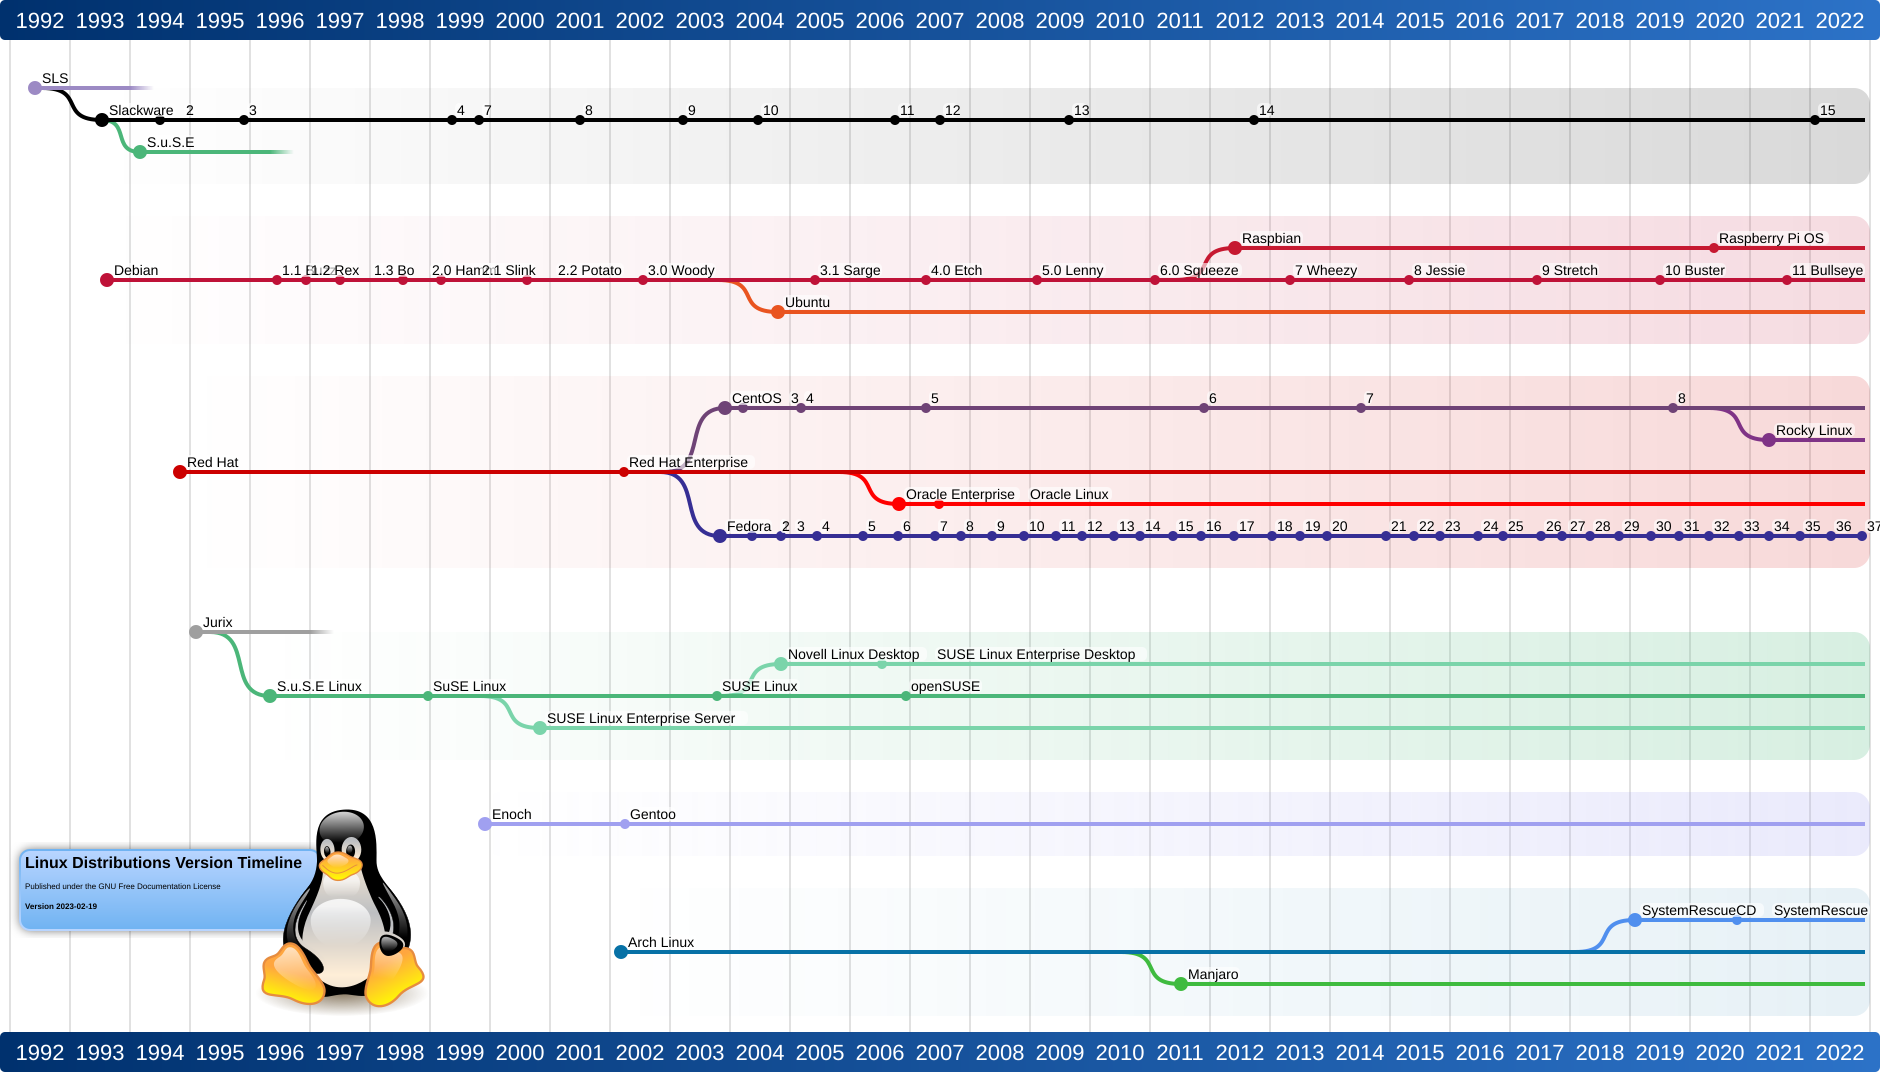 1992 1993 1994 1995 1996 1997 1998 1999 2000 2001 2002 2003 2004 2005 2006 2007 2008 2009 2010 2011 2012 2013 2014 2015 2016 2017 2018 2019 2020 2021 2022
SLS
Slackware 2 3 4 7 8 9 10 11 12 13 14 15
S.u.S.E
Raspbian Raspberry Pi OS
Debian 1.1 1.2 Rex 1.3 Bo 2.0 2.1 Slink 2.2 Potato 3.0 Woody 3.1 Sarge 4.0 Etch 5.0 Lenny 6.0 Squeeze 7 Wheezy 8 Jessie 9 Stretch 10 Buster 11 Bullseye
Ubuntu
CentOS 3 4 5 6 7 8
Rocky Linux
Red Hat Red Hat Enterprise
Oracle Enterprise Oracle Linux
Fedora 2 3 4 5 6 7 8 9 10 11 12 13 14 15 16 17 18 19 20 21 22 23 24 25 26 27 28 29 30 31 32 33 34 35 36 37
Jurix
Novell Linux Desktop SUSE Linux Enterprise Desktop
S.u.S.E Linux SuSE Linux SUSE Linux openSUSE
SUSE Linux Enterprise Server
Enoch Gentoo
Linux Distributions Version Timeline
Published under the GNU Free Documentation License
Version 2023-02-19
SystemRescueCD SystemRescue
Arch Linux
Manjaro
1992 1993 1994 1995 1996 1997 1998 1999 2000 2001 2002 2003 2004 2005 2006 2007 2008 2009 2010 2011 2012 2013 2014 2015 2016 2017 2018 2019 2020 2021 2022